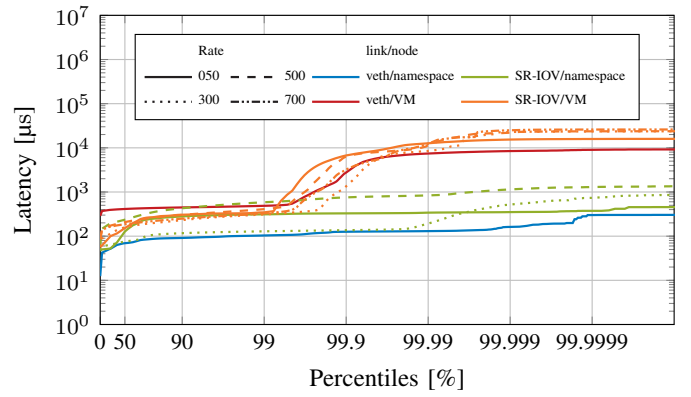 10^7
10^6
10^5
10^4
10^3
10^2
10^1
10^0
Latency [µs]
Rate link/node
050 500 veth/namespace SR-IOV/namespace
300 700 veth/VM SR-IOV/VM
0 50 90 99 99.9 99.99 99.999 99.9999
Percentiles [%]